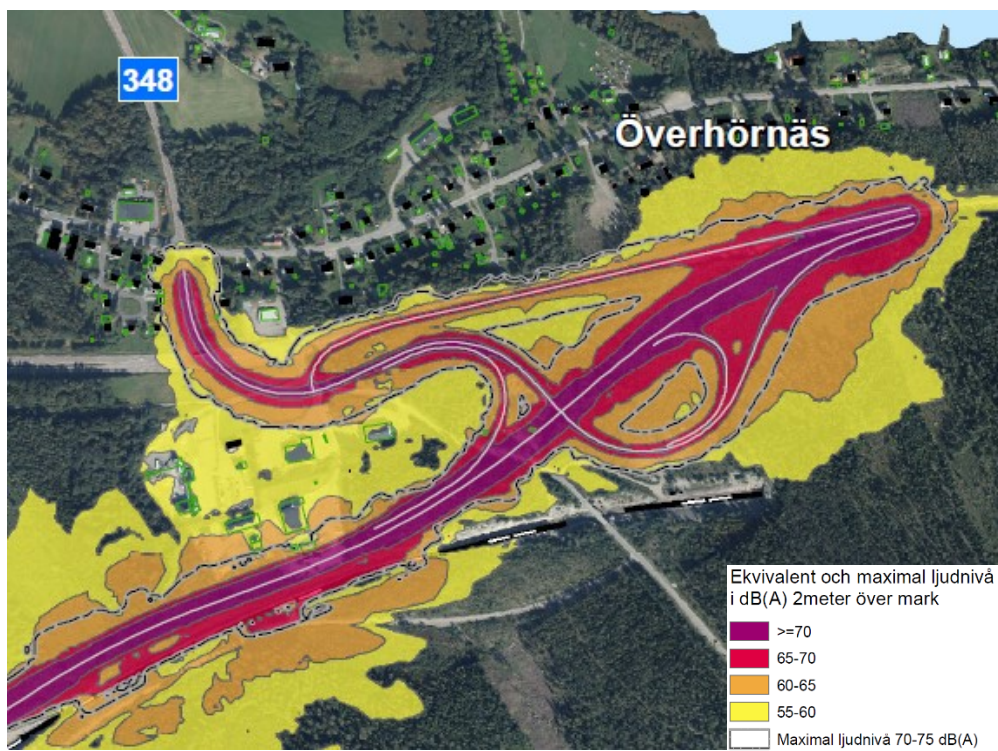 348
Överhörnäs
Ekvivalent och maximal ljudnivå
i dB(A) 2meter över mark
>=70
65-70
60-65
55-60
Maximal ljudnivå 70-75 dB(A)